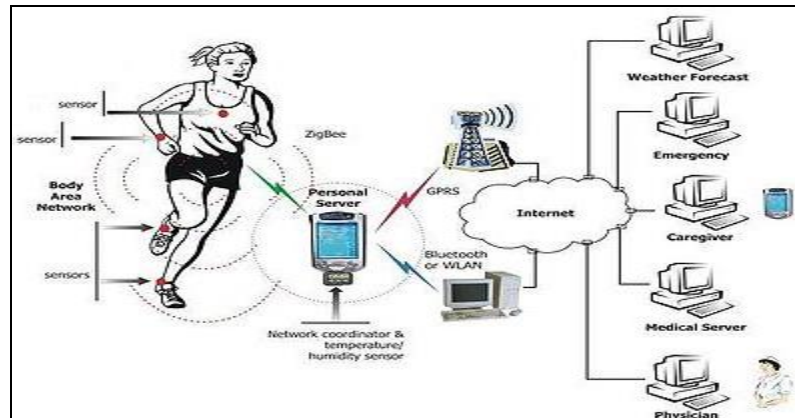 sensor
sensor
ZigBee
Body
Area
Network
sensors
Personal
Server
GPRS
Bluetooth
or WLAN
Network coordinator &
temperature/
humidity sensor
Internet
Weather Forecast
Emergency
Caregiver
Medical Server
Physician